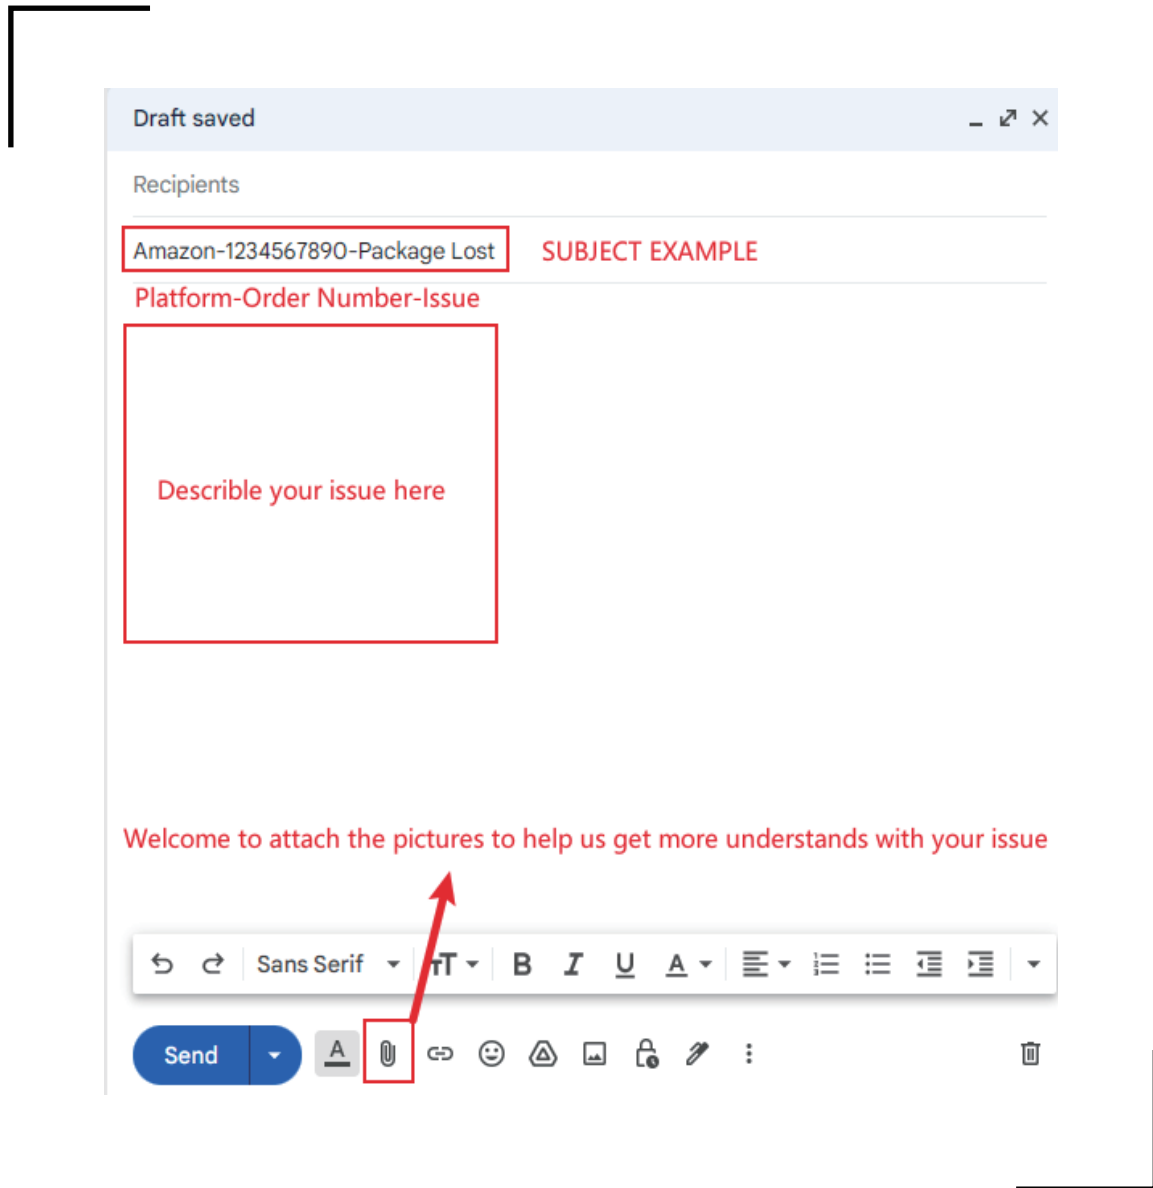 Draft saved
Recipients
Amazon-1234567890-Package Lost SUBJECT EXAMPLE
Platform-Order Number-Issue
Describle your issue here
Welcome to attach the pictures to help us get more understands with your issue
Sans Serif TT B I U A
Send A